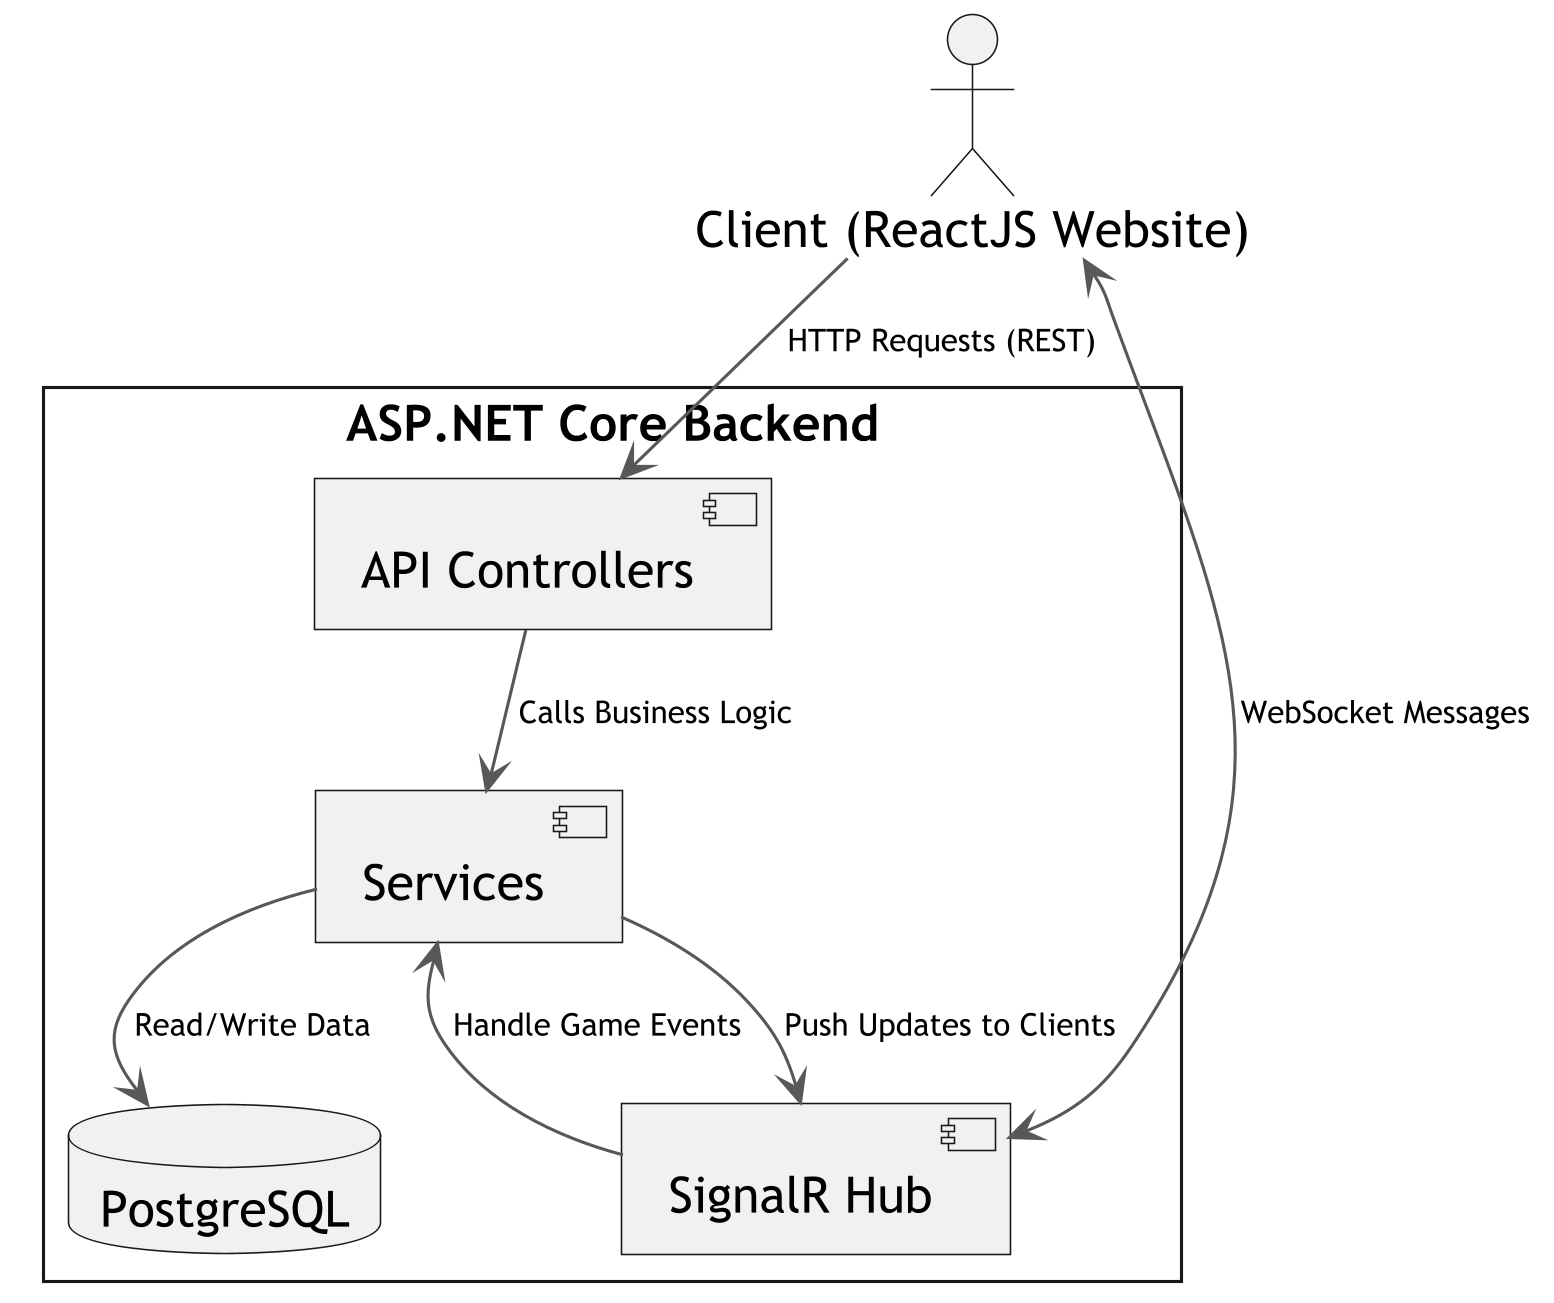 Client (ReactJS Website)
HTTP Requests (REST)
ASP.NET Core Backend
API Controllers
Calls Business Logic
WebSocket Messages
Services
Read/Write Data
Handle Game Events
Push Updates to Clients
PostgreSQL
SignalR Hub